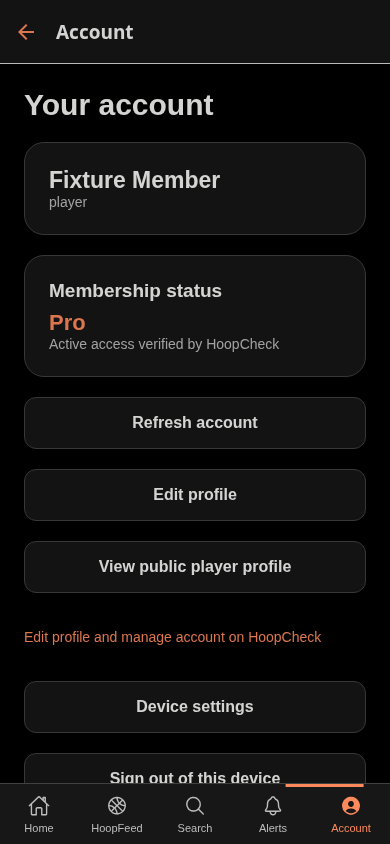 Account
Your account
Fixture Member
player
Membership status
Pro
Active access verified by HoopCheck
Refresh account
Edit profile
View public player profile
Edit profile and manage account on HoopCheck
Device settings
Sign out of this device
Home
HoopFeed
Search
Alerts
Account